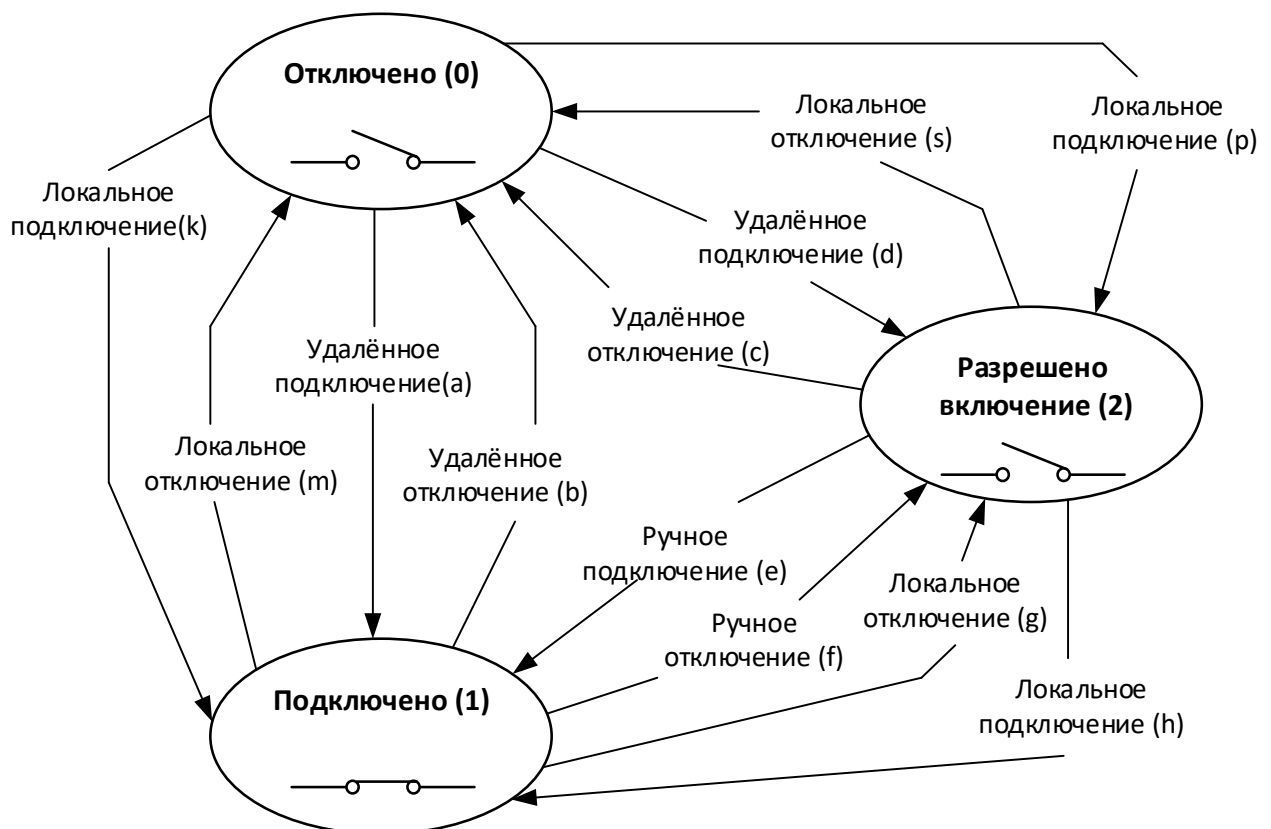 Отключено (0)
Локальное
отключение (s)
Локальное
подключение (p)
Локальное
подключение(k)
Удалённое
подключение (d)
Удалённое
отключение (c)
Удалённое
подключение(a)
Разрешено
включение (2)
Локальное
отключение (m)
Удалённое
отключение (b)
Ручное
подключение (e)
Локальное
отключение (g)
Ручное
отключение (f)
Подключено (1)
Локальное
подключение (h)